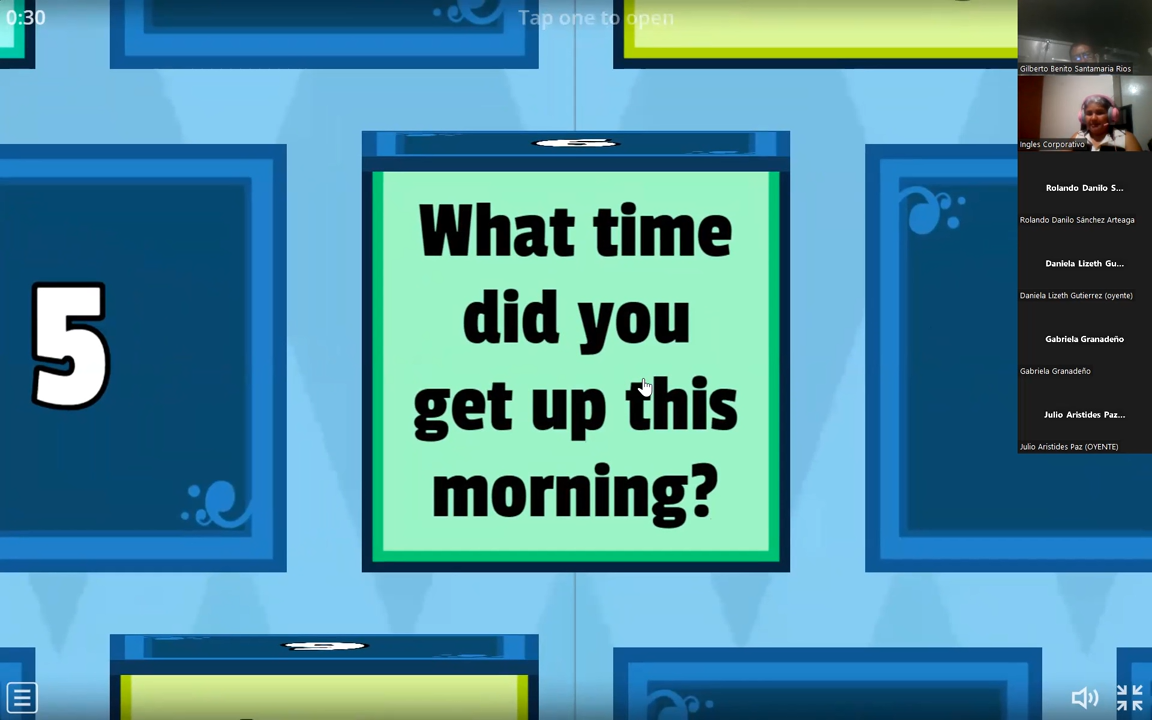 0:30
Tap one to open
What time
did you
get up this
morning?
5
Gilberto Benito Santamaria Rios
Ingles Corporativo
Rolando Danilo S...
Rolando Danilo Sánchez Arteaga
Daniela Lizeth Gu...
Daniela Lizeth Gutierrez (oyente)
Gabriela Granadeño
Gabriela Granadeño
Julio Aristides Paz...
Julio Aristides Paz (OYENTE)